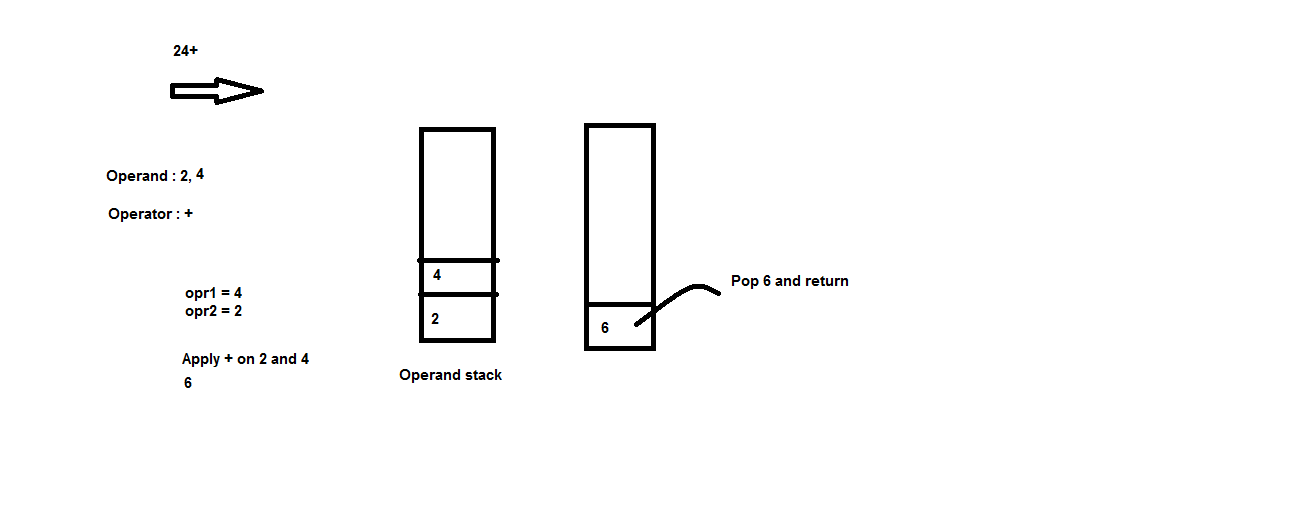 24+
Operand : 2, 4
Operator : +
opr1 = 4
opr2 = 2
Apply + on 2 and 4
6
4
2
Operand stack
6
Pop 6 and return